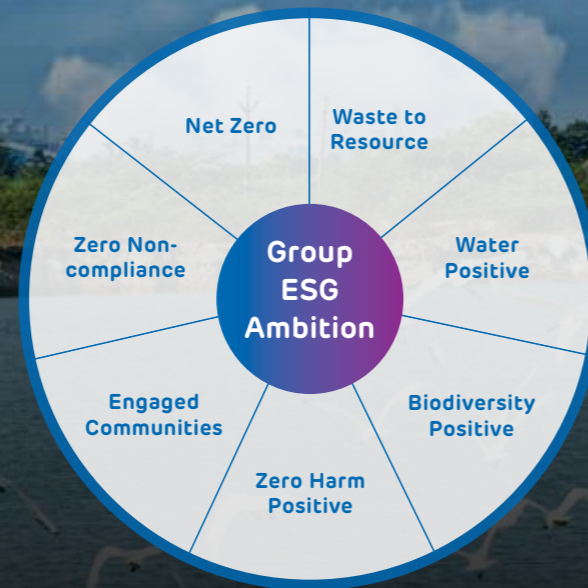 Net Zero
Waste to
Resource
Zero Non-
compliance
Group
ESG
Ambition
Water
Positive
Engaged
Communities
Biodiversity
Positive
Zero Harm
Positive